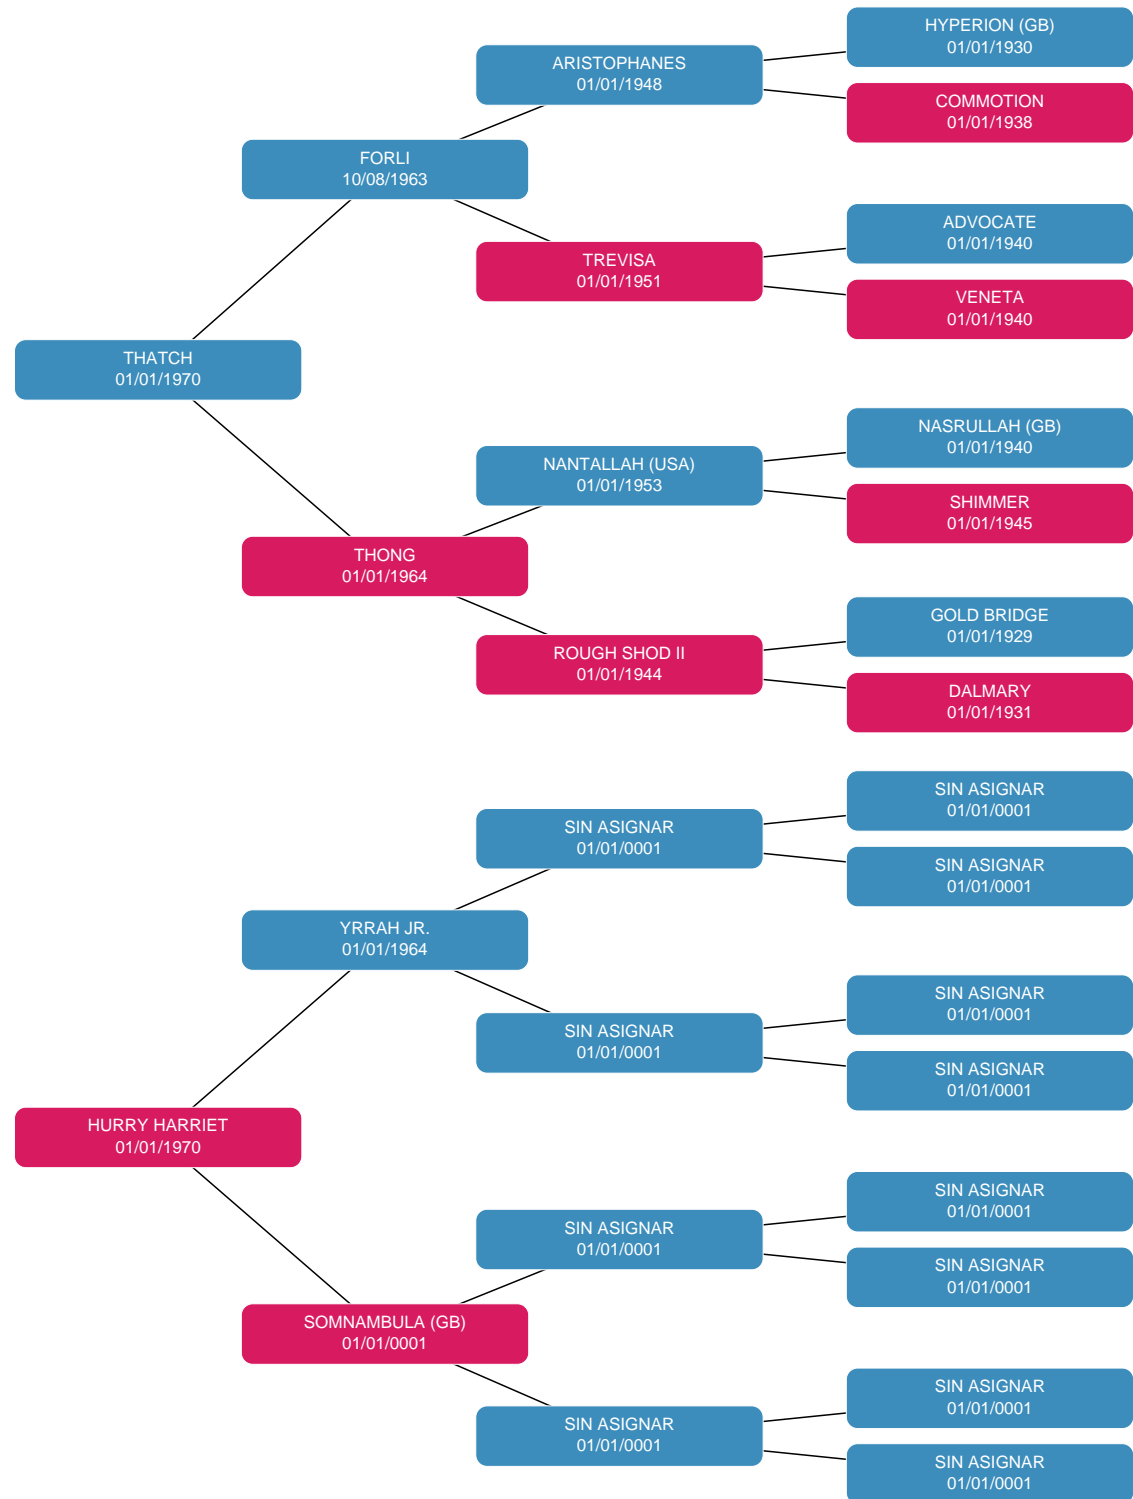 HYPERION (GB)
01/01/1930
ARISTOPHANES
01/01/1948
COMMOTION
01/01/1938
FORLI
10/08/1963
ADVOCATE
01/01/1940
TREVISA
01/01/1951
VENETA
01/01/1940
THATCH
01/01/1970
NASRULLAH (GB)
01/01/1940
NANTALLAH (USA)
01/01/1953
SHIMMER
01/01/1945
THONG
01/01/1964
GOLD BRIDGE
01/01/1929
ROUGH SHOD II
01/01/1944
DALMARY
01/01/1931
SIN ASIGNAR
01/01/0001
SIN ASIGNAR
01/01/0001
SIN ASIGNAR
01/01/0001
YRRAH JR.
01/01/1964
SIN ASIGNAR
01/01/0001
SIN ASIGNAR
01/01/0001
SIN ASIGNAR
01/01/0001
HURRY HARRIET
01/01/1970
SIN ASIGNAR
01/01/0001
SIN ASIGNAR
01/01/0001
SIN ASIGNAR
01/01/0001
SOMNAMBULA (GB)
01/01/0001
SIN ASIGNAR
01/01/0001
SIN ASIGNAR
01/01/0001
SIN ASIGNAR
01/01/0001